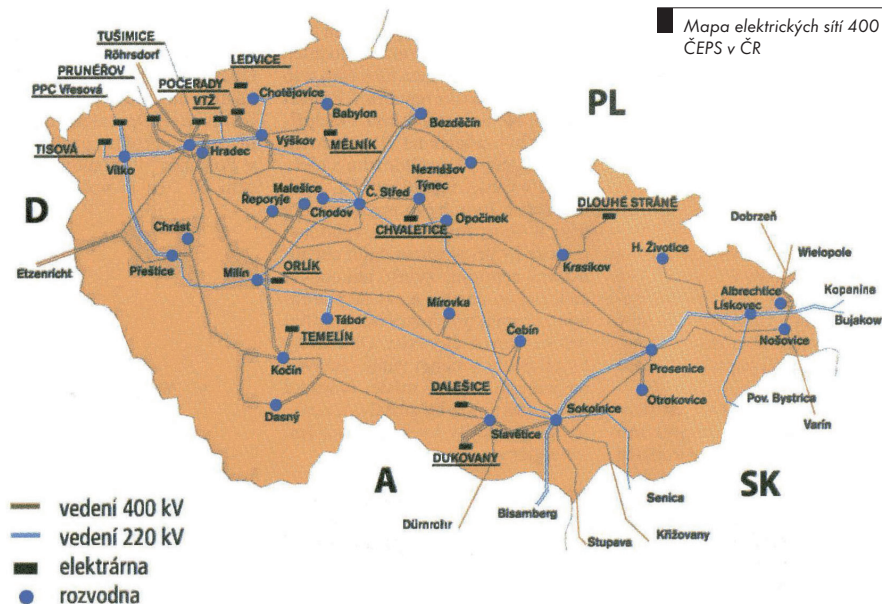 Mapa elektrických sítí 400
ČEPS v ČR
TUŠIMICE
Röhrsdorf
PRUNÉŘOV
PPC Vřesová
POČERADY
VTŽ
LEDVICE
Chotějovice
Babylon
Bezděčín
PL
TISOVÁ
Vítko
Hradec
Výškov
MĚLNÍK
Neznášov
D
Řeporyje
Malešice
Chodov
Č. Střed
Týnec
CHVALETICE
Opočínek
DLOUHÉ STRÁNĚ
Dobrzeń
Wielopole
Chrást
Etzenricht
Přeštice
Milín
ORLÍK
Krasíkov
H. Životice
Albrechtice
Kopanina
Lískovec
Bujakow
Tábor
Mírovka
Čebín
Nošovice
TEMELÍN
Kočín
Prosenice
Dasný
DALEŠICE
Otrokovice
Pov. Bystrica
Sokolnice
Slavětice
Varín
DUKOVANY
A
SK
Senica
Bisamberg
Dürnrohr
Stupava
Křížovany
vedení 400 kV
vedení 220 kV
elektrárna
rozvodna